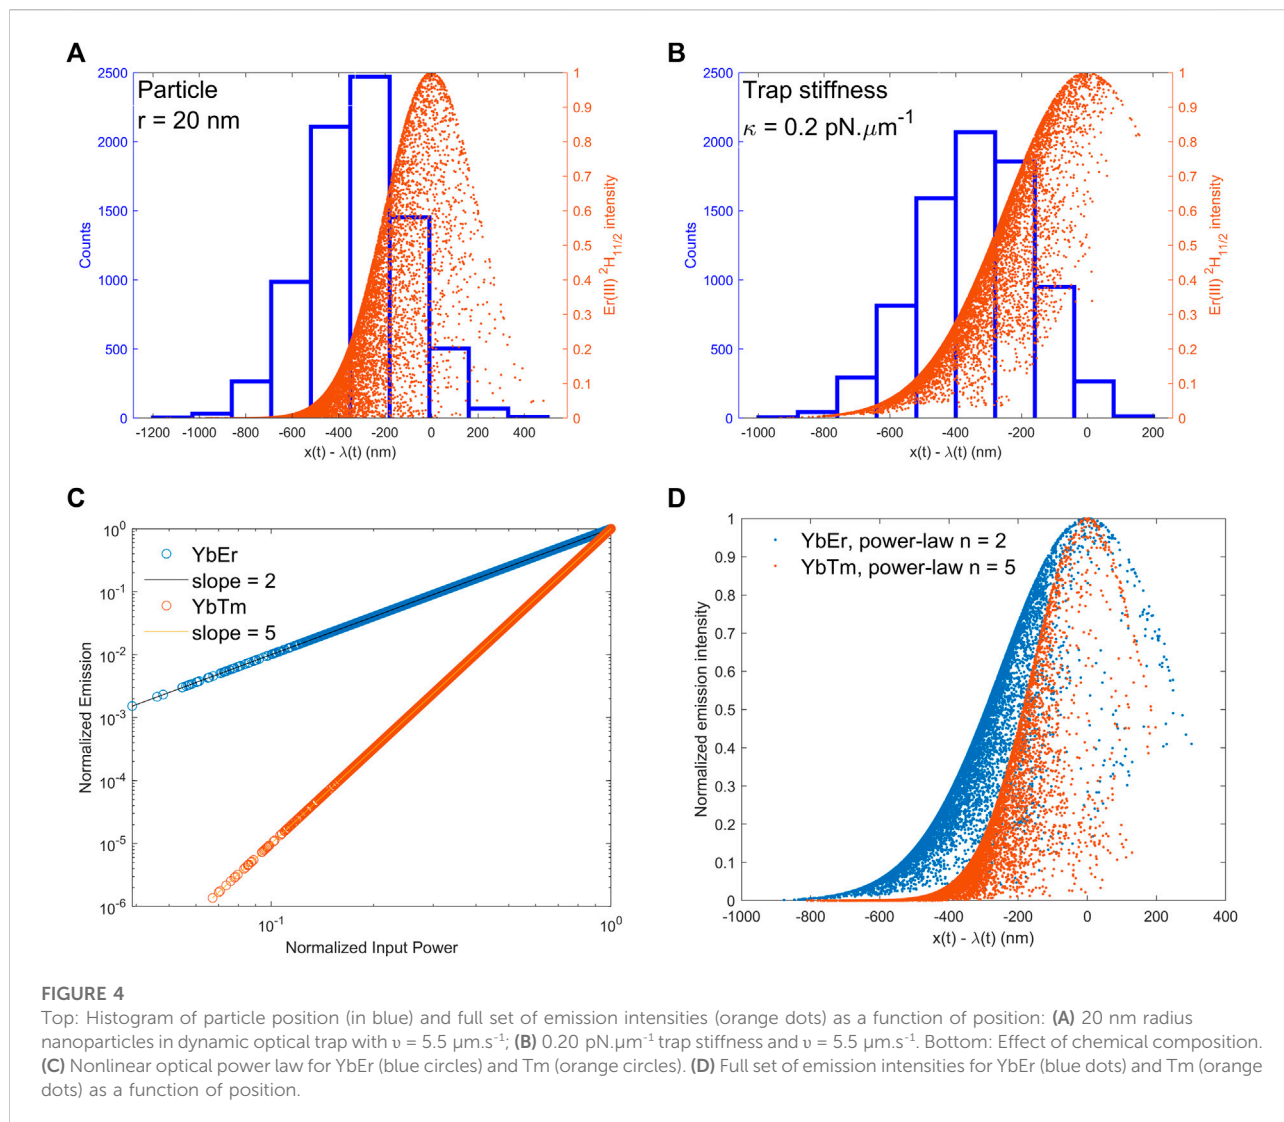 A
Particle
r = 20 nm
2500
2000
1500
1000
500
0
Counts
-1200 -1000 -800 -600 -400 -200 0 200 400
x(t) - λ(t) (nm)
1
0.9
0.8
0.7
0.6
0.5
0.4
0.3
0.2
0.1
0
Er(III) ²H₁₁/₂ intensity
B
Trap stiffness
κ = 0.2 pN.μm⁻¹
2500
2000
1500
1000
500
0
Counts
-1000 -800 -600 -400 -200 0 200
x(t) - λ(t) (nm)
1
0.9
0.8
0.7
0.6
0.5
0.4
0.3
0.2
0.1
0
Er(III) ²H₁₁/₂ intensity
C
YbEr
slope = 2
YbTm
slope = 5
10⁰
10⁻¹
10⁻²
10⁻³
10⁻⁴
10⁻⁵
10⁻⁶
Normalized Emission
10⁻¹ 10⁰
Normalized Input Power
D
YbEr, power-law n = 2
YbTm, power-law n = 5
1
0.9
0.8
0.7
0.6
0.5
0.4
0.3
0.2
0.1
0
Normalized emission intensity
-1000 -800 -600 -400 -200 0 200 400
x(t) - λ(t) (nm)
FIGURE 4
Top: Histogram of particle position (in blue) and full set of emission intensities (orange dots) as a function of position: (A) 20 nm radius
nanoparticles in dynamic optical trap with υ = 5.5 μm.s⁻¹; (B) 0.20 pN.μm⁻¹ trap stiffness and υ = 5.5 μm.s⁻¹. Bottom: Effect of chemical composition.
(C) Nonlinear optical power law for YbEr (blue circles) and Tm (orange circles). (D) Full set of emission intensities for YbEr (blue dots) and Tm (orange
dots) as a function of position.